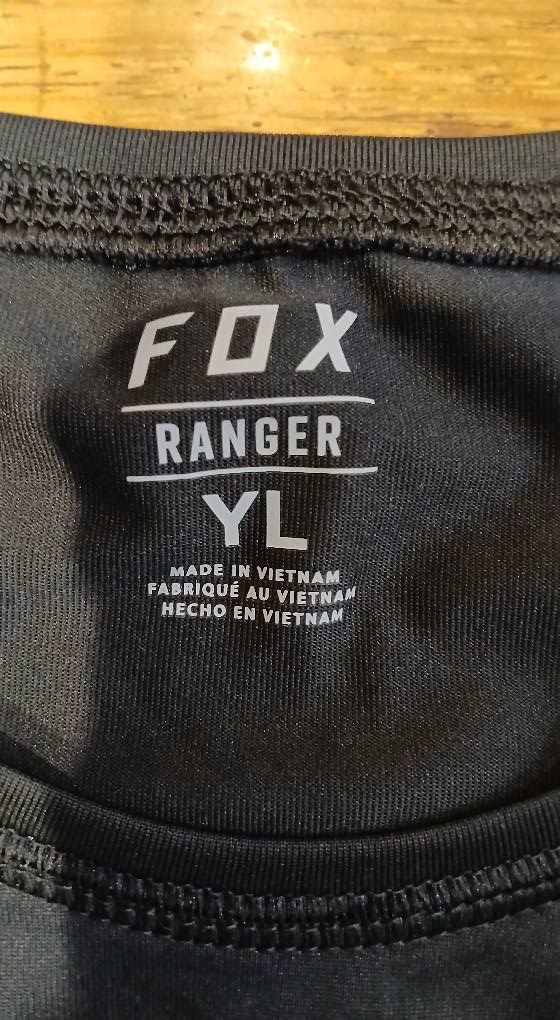 FOX
RANGER
YL
MADE IN VIETNAM
FABRIQUÉ AU VIETNAM
HECHO EN VIETNAM